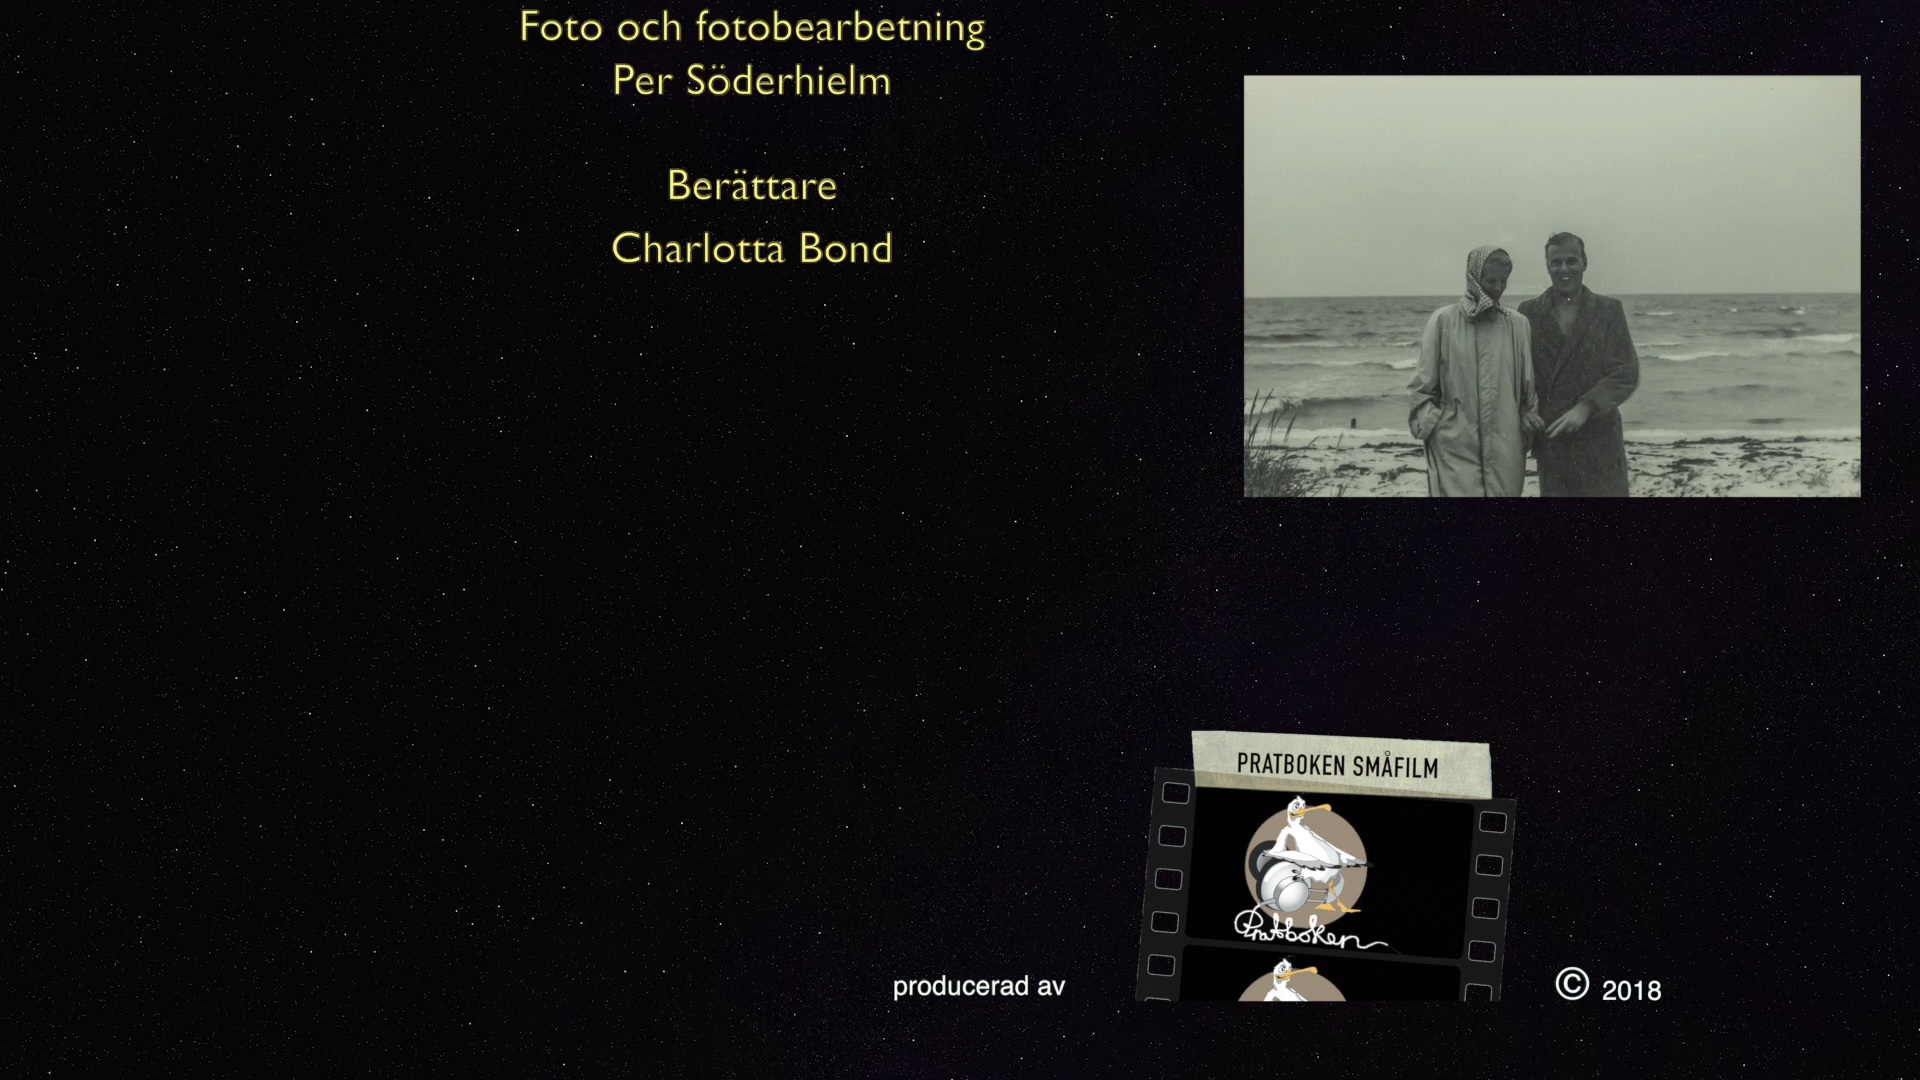 Foto och fotobearbetning
Per Söderhielm
Berättare
Charlotta Bond
PRATBOKEN SMÅFILM
Pratboken
producerad av
© 2018